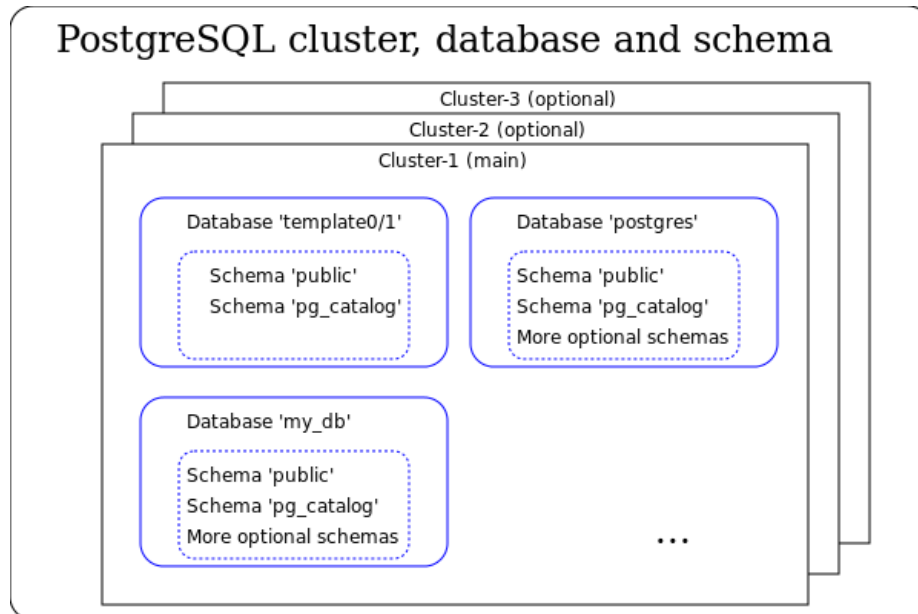 PostgreSQL cluster, database and schema
Cluster-3 (optional)
Cluster-2 (optional)
Cluster-1 (main)
Database 'template0/1'
Schema 'public'
Schema 'pg_catalog'
Database 'postgres'
Schema 'public'
Schema 'pg_catalog'
More optional schemas
Database 'my_db'
Schema 'public'
Schema 'pg_catalog'
More optional schemas
...